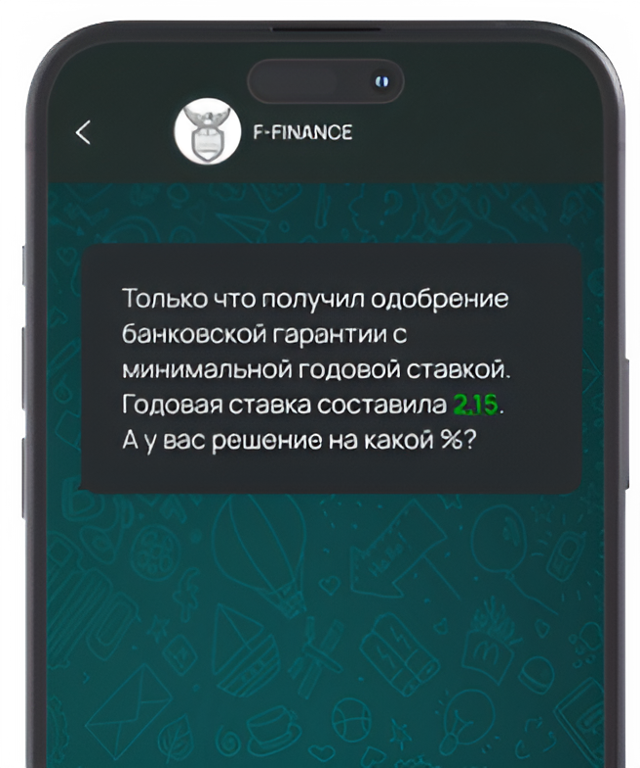 F-FINANCE
Только что получил одобрение
банковской гарантии с
минимальной годовой ставкой.
Годовая ставка составила 2,15.
А у вас решение на какой %?